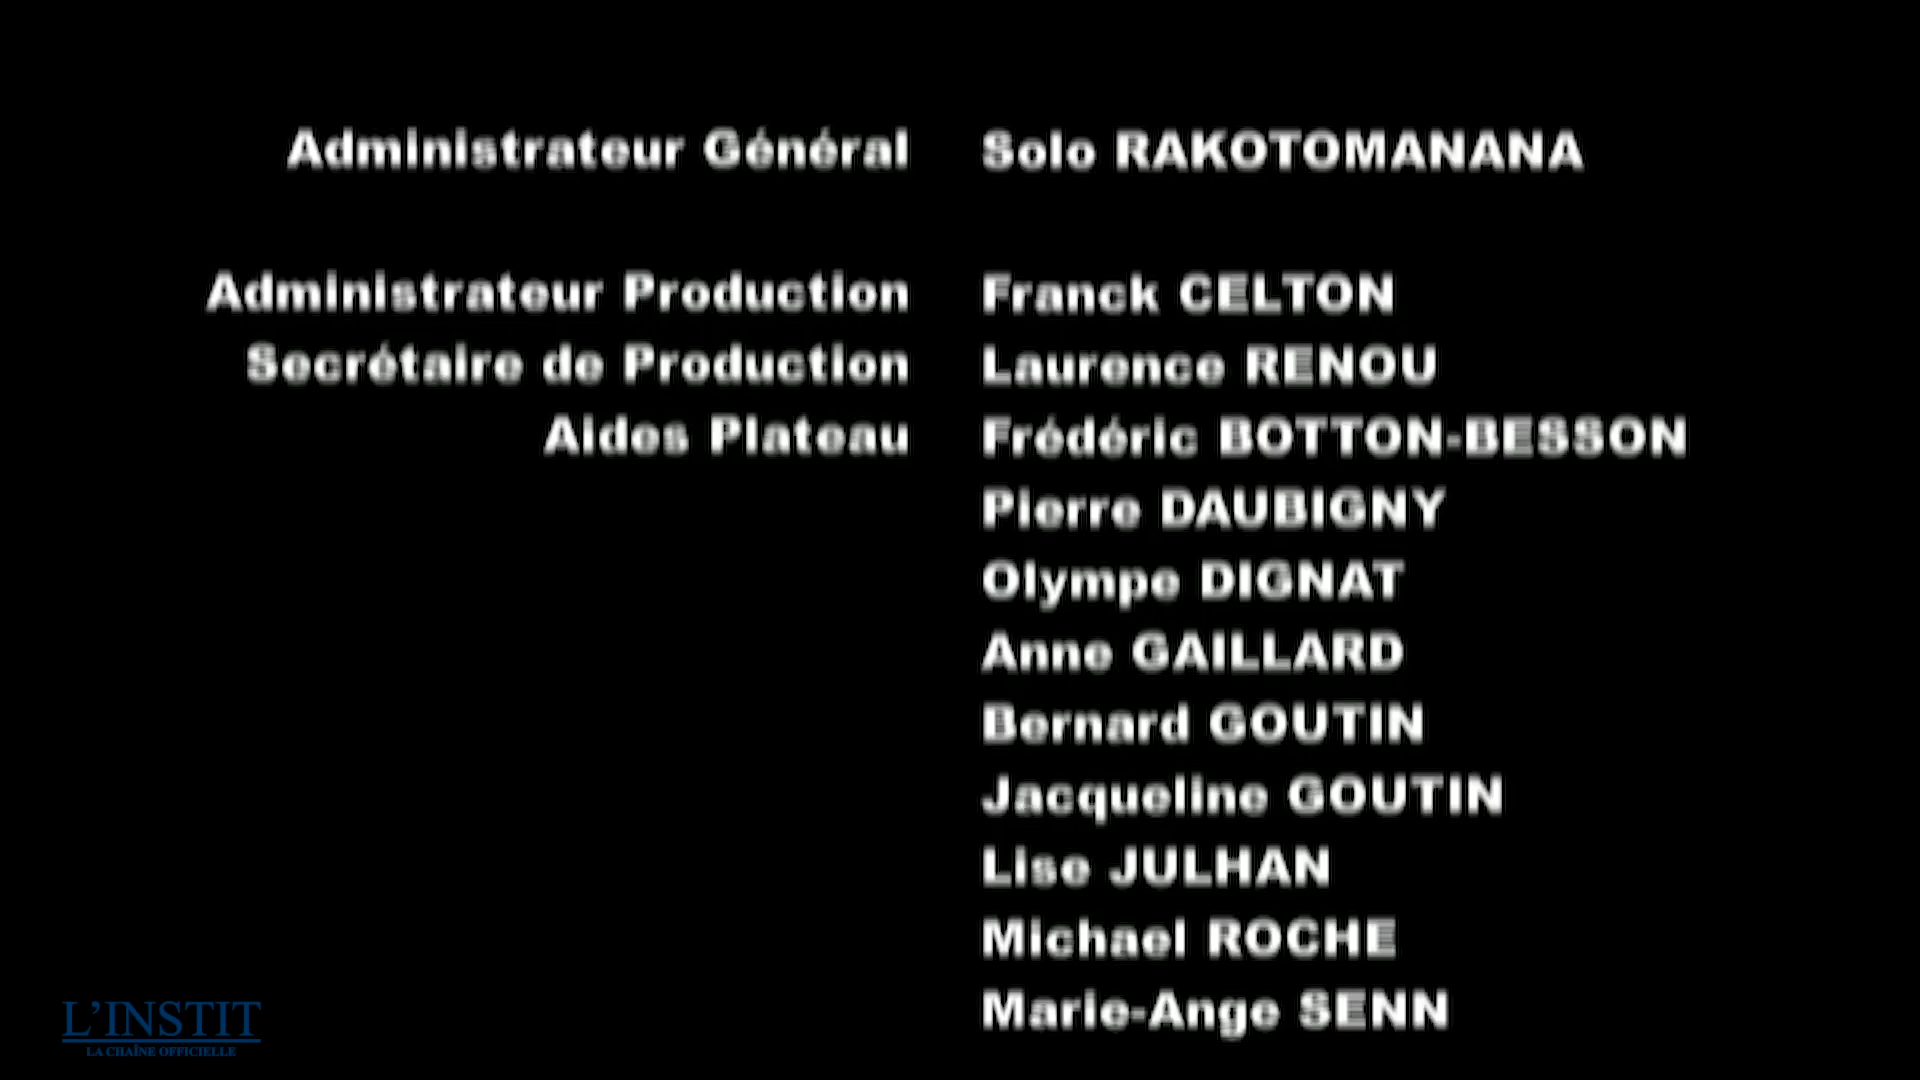 Administrateur Général Solo RAKOTOMANANA
Administrateur Production Franck CELTON
Secrétaire de Production Laurence RENOU
Aides Plateau Frédéric BOTTON-BESSON
Pierre DAUBIGNY
Olympe DIGNAT
Anne GAILLARD
Bernard GOUTIN
Jacqueline GOUTIN
Lise JULHAN
Michael ROCHE
Marie-Ange SENN
L'INSTIT
LA CHAÎNE OFFICIELLE